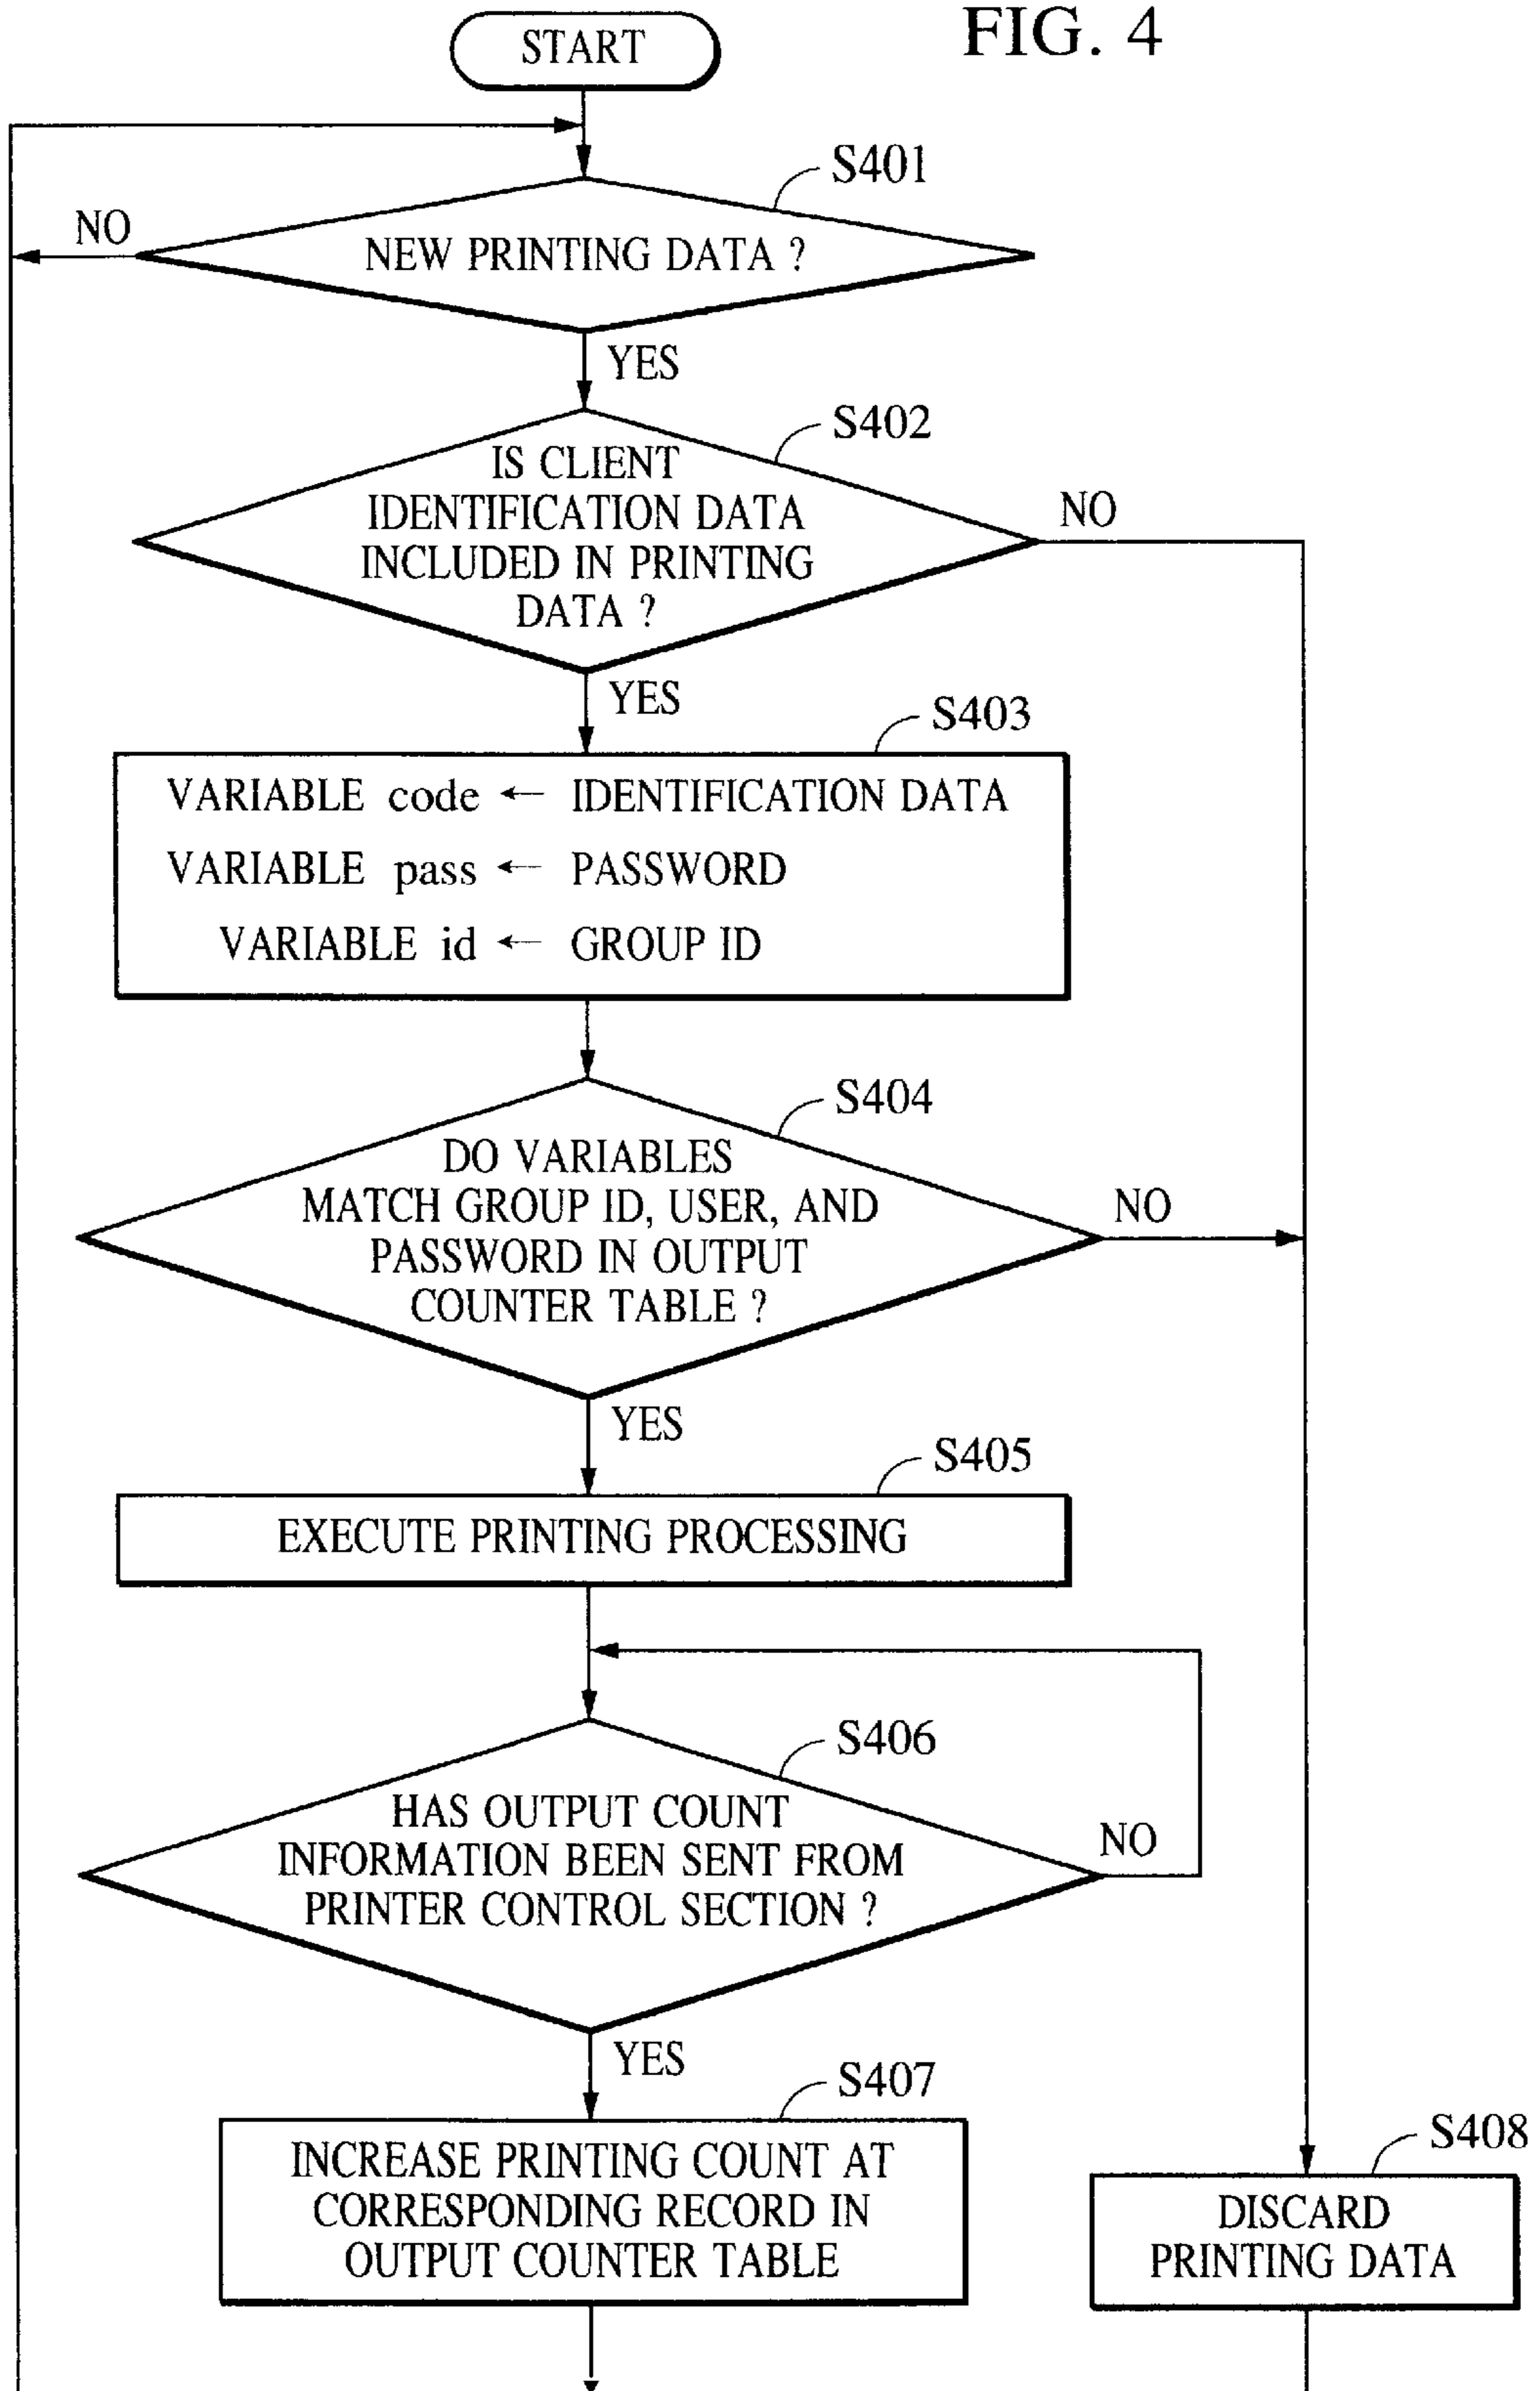 FIG. 4
START
S401
NO
NEW PRINTING DATA ?
YES
S402
IS CLIENT
IDENTIFICATION DATA
INCLUDED IN PRINTING
DATA ?
NO
YES
S403
VARIABLE code ← IDENTIFICATION DATA
VARIABLE pass ← PASSWORD
VARIABLE id ← GROUP ID
S404
DO VARIABLES
MATCH GROUP ID, USER, AND
PASSWORD IN OUTPUT
COUNTER TABLE ?
NO
YES
S405
EXECUTE PRINTING PROCESSING
S406
HAS OUTPUT COUNT
INFORMATION BEEN SENT FROM
PRINTER CONTROL SECTION ?
NO
YES
S407
INCREASE PRINTING COUNT AT
CORRESPONDING RECORD IN
OUTPUT COUNTER TABLE
S408
DISCARD
PRINTING DATA